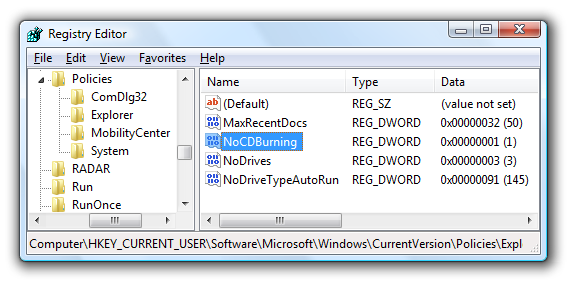 Registry Editor
File Edit View Favorites Help
Policies
ComDlg32
Explorer
MobilityCenter
System
RADAR
Run
RunOnce
Name Type Data
(Default) REG_SZ (value not set)
MaxRecentDocs REG_DWORD 0x00000032 (50)
NoCDBurning REG_DWORD 0x00000001 (1)
NoDrives REG_DWORD 0x00000003 (3)
NoDriveTypeAutoRun REG_DWORD 0x00000091 (145)
Computer\HKEY_CURRENT_USER\Software\Microsoft\Windows\CurrentVersion\Policies\Expl